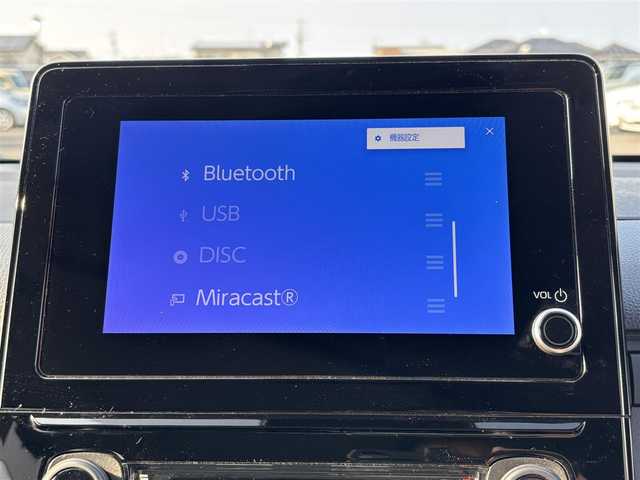 機器設定
Bluetooth
USB
DISC
Miracast®
VOL